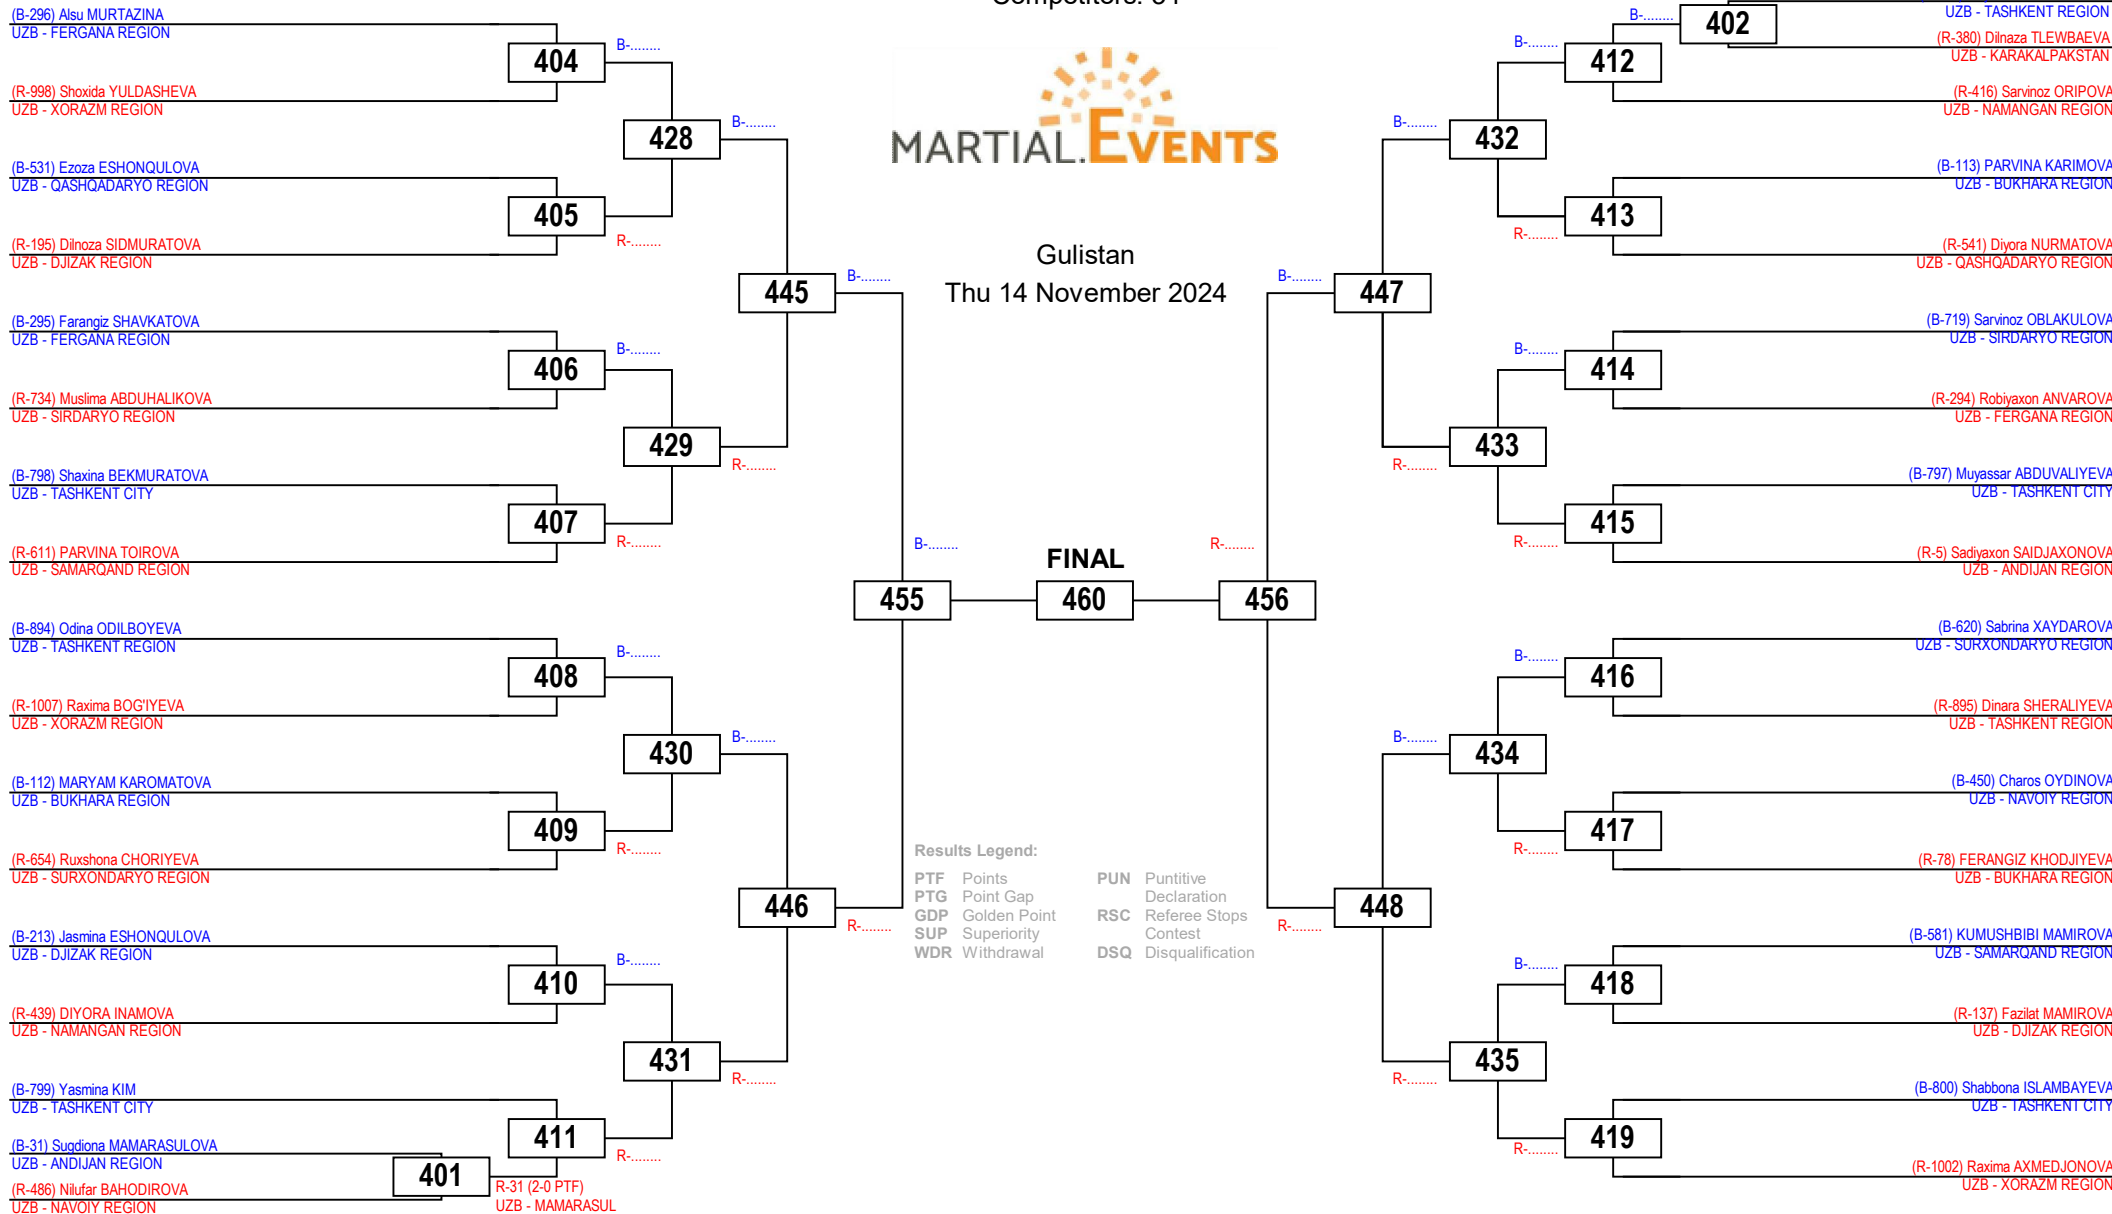 Competitors: 34
MARTIAL.EVENTS
Gulistan
Thu 14 November 2024
(B-296) Alsu MURTAZINA
UZB - FERGANA REGION
404
B-........
(R-998) Shoxida YULDASHEVA
UZB - XORAZM REGION
428
B-........
(B-531) Ezoza ESHONQULOVA
UZB - QASHQADARYO REGION
405
R-........
(R-195) Dilnoza SIDMURATOVA
UZB - DJIZAK REGION
445
B-........
(B-295) Farangiz SHAVKATOVA
UZB - FERGANA REGION
406
B-........
(R-734) Muslima ABDUHALIKOVA
UZB - SIRDARYO REGION
429
R-........
(B-798) Shaxina BEKMURATOVA
UZB - TASHKENT CITY
407
R-........
(R-611) PARVINA TOIROVA
UZB - SAMARQAND REGION
B-........
455
FINAL
460
R-........
456
(B-894) Odina ODILBOYEVA
UZB - TASHKENT REGION
408
B-........
(R-1007) Raxima BOG'IYEVA
UZB - XORAZM REGION
430
B-........
(B-112) MARYAM KAROMATOVA
UZB - BUKHARA REGION
409
R-........
(R-654) Ruxshona CHORIYEVA
UZB - SURXONDARYO REGION
446
R-........
(B-213) Jasmina ESHONQULOVA
UZB - DJIZAK REGION
410
B-........
(R-439) DIYORA INAMOVA
UZB - NAMANGAN REGION
431
R-........
(B-799) Yasmina KIM
UZB - TASHKENT CITY
411
R-........
(B-31) Sugdiona MAMARASULOVA
UZB - ANDIJAN REGION
401
(R-486) Nilufar BAHODIROVA
UZB - NAVOIY REGION
R-31 (2-0 PTF)
UZB - MAMARASUL
Results Legend:
PTF Points
PTG Point Gap
GDP Golden Point
SUP Superiority
WDR Withdrawal
PUN Puntitive
Declaration
RSC Referee Stops
Contest
DSQ Disqualification
UZB - TASHKENT REGION
402
B-........
(R-380) Dilnaza TLEWBAEVA
UZB - KARAKALPAKSTAN
412
B-........
(R-416) Sarvinoz ORIPOVA
UZB - NAMANGAN REGION
432
B-........
(B-113) PARVINA KARIMOVA
UZB - BUKHARA REGION
413
R-........
(R-541) Diyora NURMATOVA
UZB - QASHQADARYO REGION
447
B-........
(B-719) Sarvinoz OBLAKULOVA
UZB - SIRDARYO REGION
414
B-........
(R-294) Robiyaxon ANVAROVA
UZB - FERGANA REGION
433
R-........
(B-797) Muyassar ABDUVALIYEVA
UZB - TASHKENT CITY
415
R-........
(R-5) Sadiyaxon SAIDJAXONOVA
UZB - ANDIJAN REGION
(B-620) Sabrina XAYDAROVA
UZB - SURXONDARYO REGION
416
B-........
(R-895) Dinara SHERALIYEVA
UZB - TASHKENT REGION
434
B-........
(B-450) Charos OYDINOVA
UZB - NAVOIY REGION
417
R-........
(R-78) FERANGIZ KHODJIYEVA
UZB - BUKHARA REGION
448
R-........
(B-581) KUMUSHBIBI MAMIROVA
UZB - SAMARQAND REGION
418
B-........
(R-137) Fazilat MAMIROVA
UZB - DJIZAK REGION
435
R-........
(B-800) Shabbona ISLAMBAYEVA
UZB - TASHKENT CITY
419
R-........
(R-1002) Raxima AXMEDJONOVA
UZB - XORAZM REGION